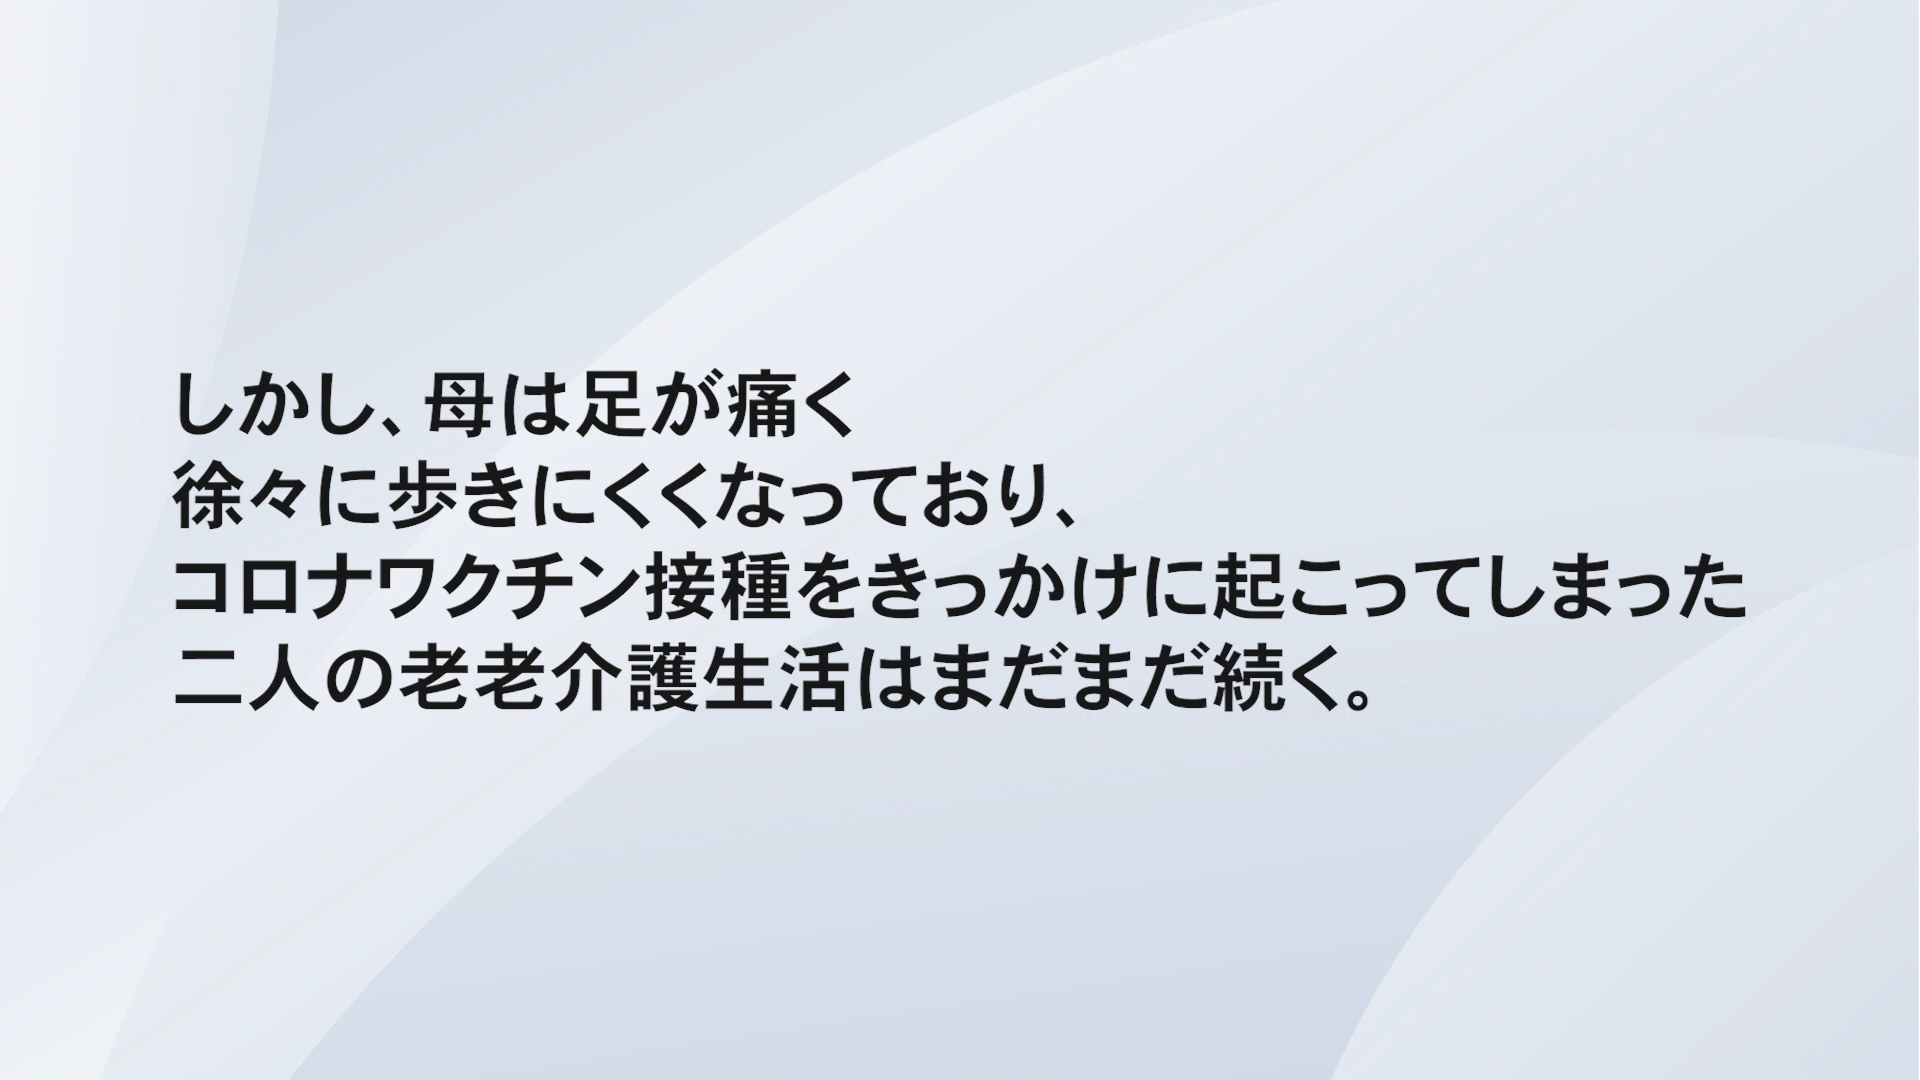 しかし、母は足が痛く
徐々に歩きにくくなっており、
コロナワクチン接種をきっかけに起こってしまった
二人の老老介護生活はまだまだ続く。